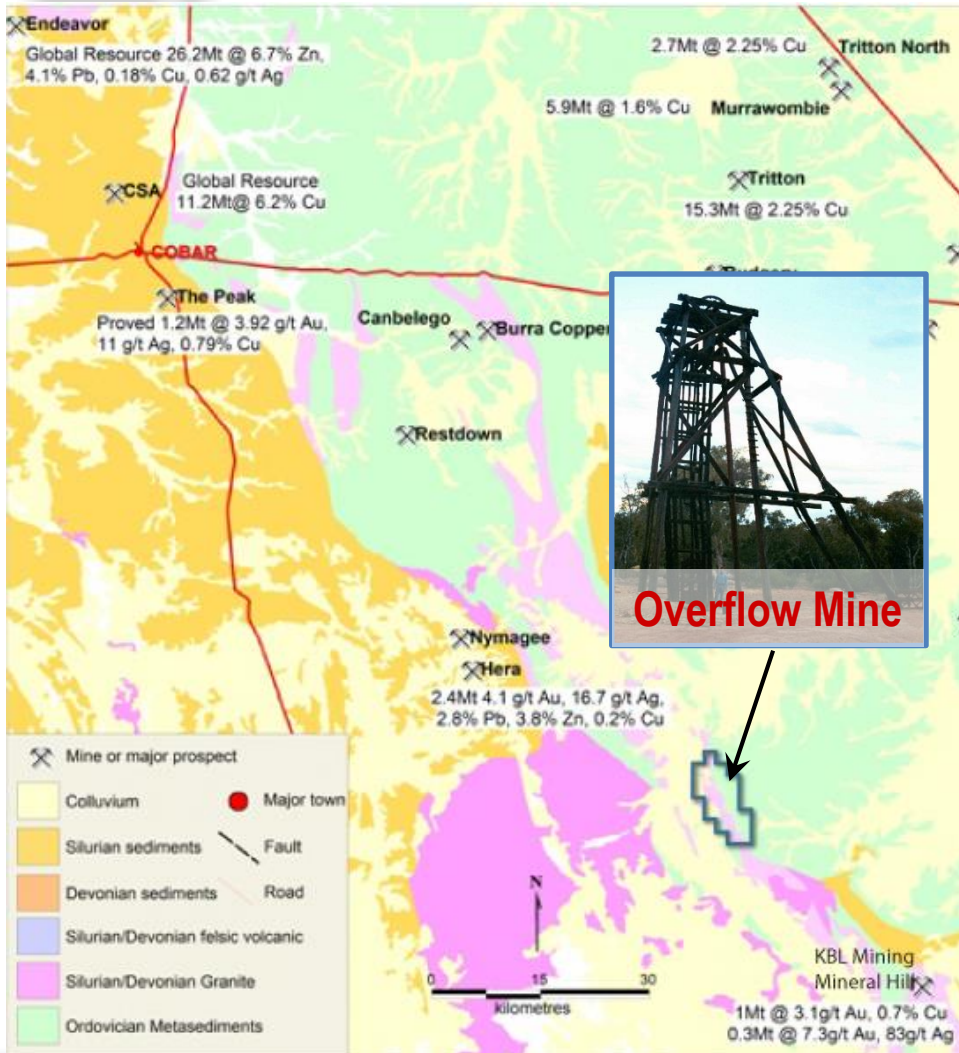 Endeavor
Global Resource 26.2Mt @ 6.7% Zn,
4.1% Pb, 0.18% Cu, 0.62 g/t Ag
2.7Mt @ 2.25% Cu
Tritton North
5.9Mt @ 1.6% Cu
Murrawombie
CSA
Global Resource
11.2Mt@ 6.2% Cu
Tritton
15.3Mt @ 2.25% Cu
COBAR
The Peak
Proved 1.2Mt @ 3.92 g/t Au,
11 g/t Ag, 0.79% Cu
Canbelego
Burra Copper
Restdown
Overflow Mine
Nymagee
Hera
2.4Mt 4.1 g/t Au, 16.7 g/t Ag,
2.8% Pb, 3.8% Zn, 0.2% Cu
Mine or major prospect
Colluvium
Major town
Silurian sediments
Fault
Devonian sediments
Road
Silurian/Devonian felsic volcanic
Silurian/Devonian Granite
Ordovician Metasediments
N
0 15 30
kilometres
KBL Mining
Mineral Hill
1Mt @ 3.1g/t Au, 0.7% Cu
0.3Mt @ 7.3g/t Au, 83g/t Ag